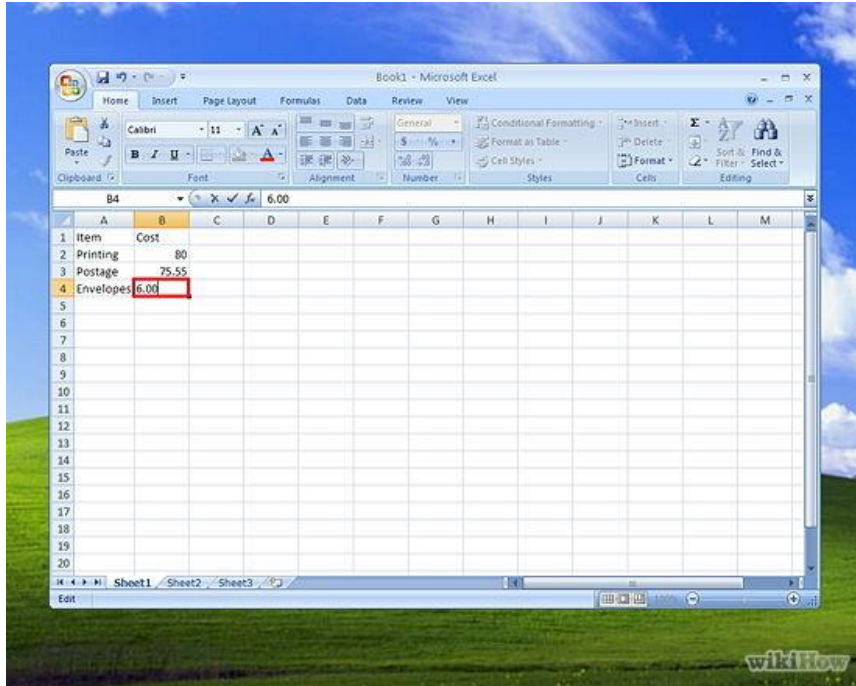 Book1 - Microsoft Excel
Home Insert Page Layout Formulas Data Review View
Calibri 11 A A General Conditional Formatting Insert Σ
Paste B I U A $ % Format as Table Delete Sort & Find &
Cell Styles Format Filter Select
Clipboard Font Alignment Number Styles Cells Editing
B4 fx 6.00
A B C D E F G H I J K L M
1 Item Cost
2 Printing 80
3 Postage 75.55
4 Envelopes 6.00
5
6
7
8
9
10
11
12
13
14
15
16
17
18
19
20
Sheet1 Sheet2 Sheet3
Edit 100%
wikiHow